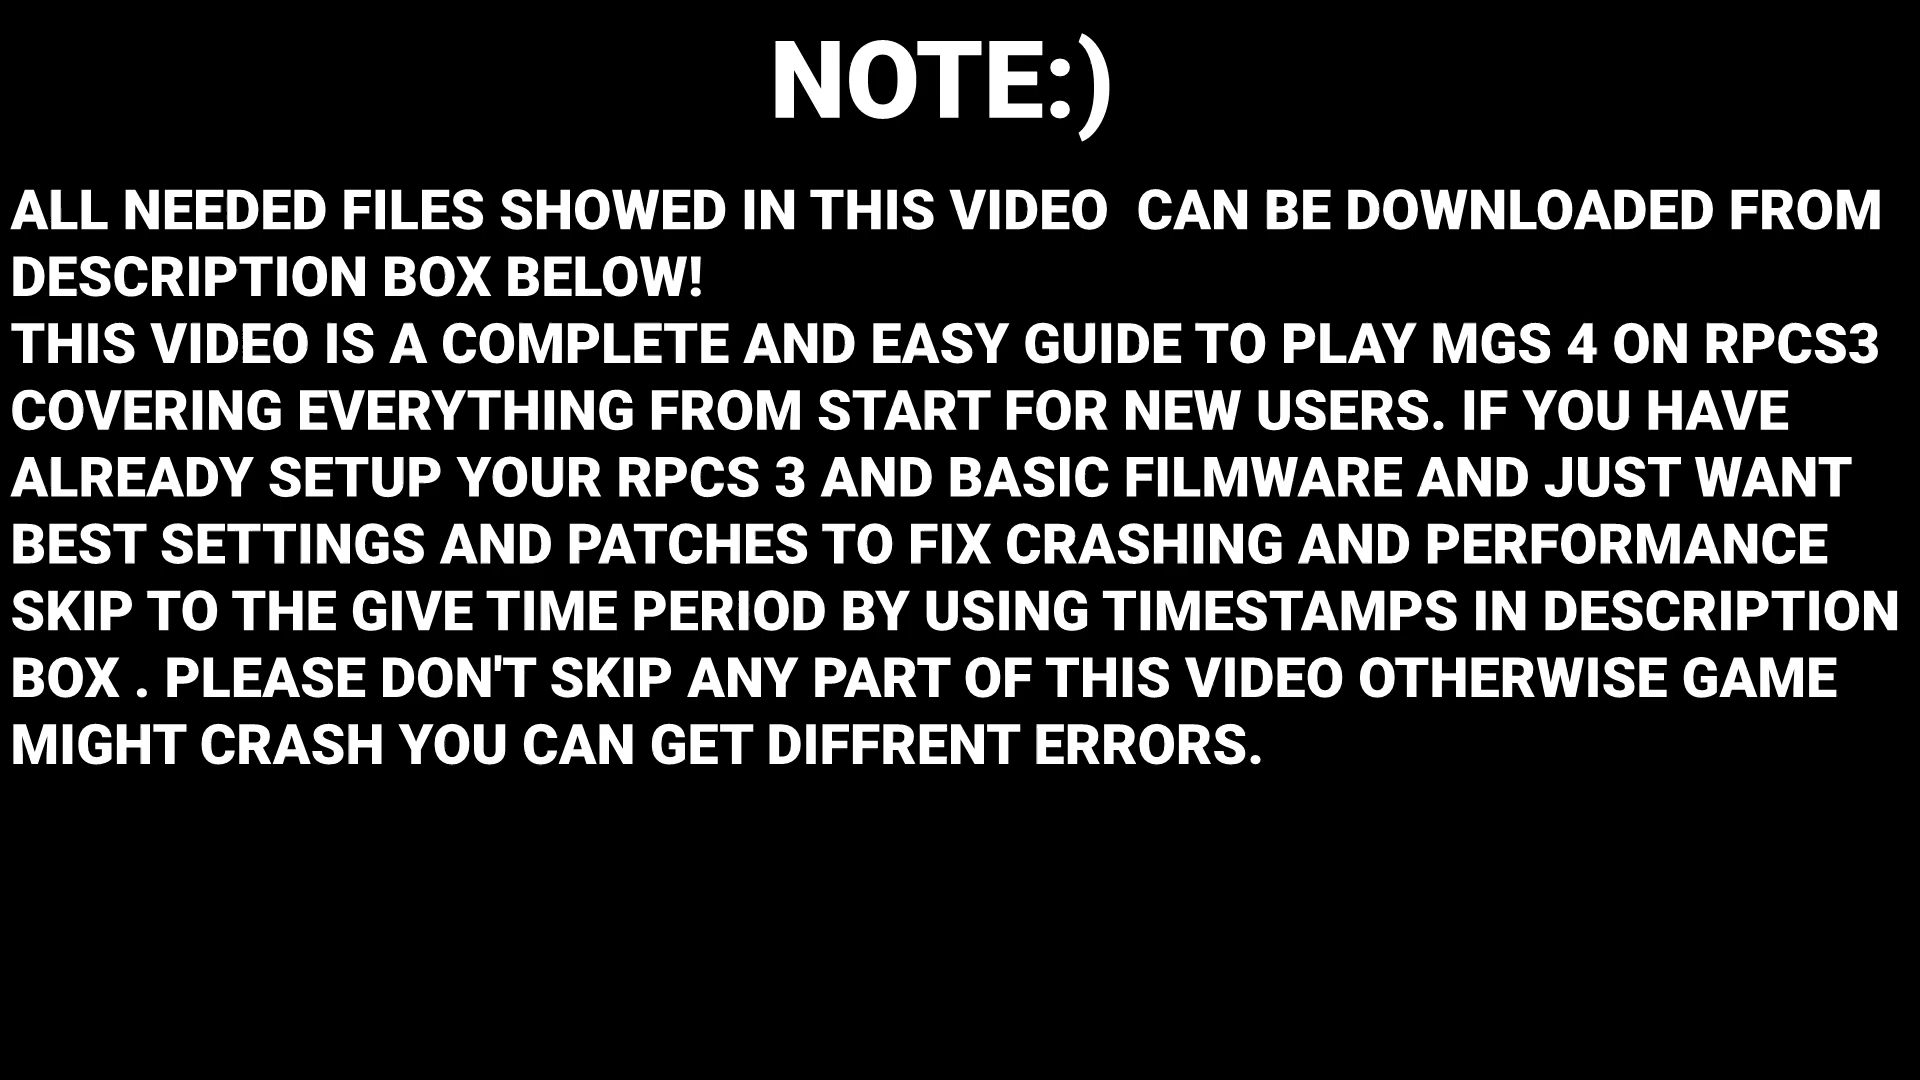 NOTE:)
ALL NEEDED FILES SHOWED IN THIS VIDEO  CAN BE DOWNLOADED FROM
DESCRIPTION BOX BELOW!
THIS VIDEO IS A COMPLETE AND EASY GUIDE TO PLAY MGS 4 ON RPCS3
COVERING EVERYTHING FROM START FOR NEW USERS. IF YOU HAVE
ALREADY SETUP YOUR RPCS 3 AND BASIC FILMWARE AND JUST WANT
BEST SETTINGS AND PATCHES TO FIX CRASHING AND PERFORMANCE
SKIP TO THE GIVE TIME PERIOD BY USING TIMESTAMPS IN DESCRIPTION
BOX . PLEASE DON'T SKIP ANY PART OF THIS VIDEO OTHERWISE GAME
MIGHT CRASH YOU CAN GET DIFFRENT ERRORS.